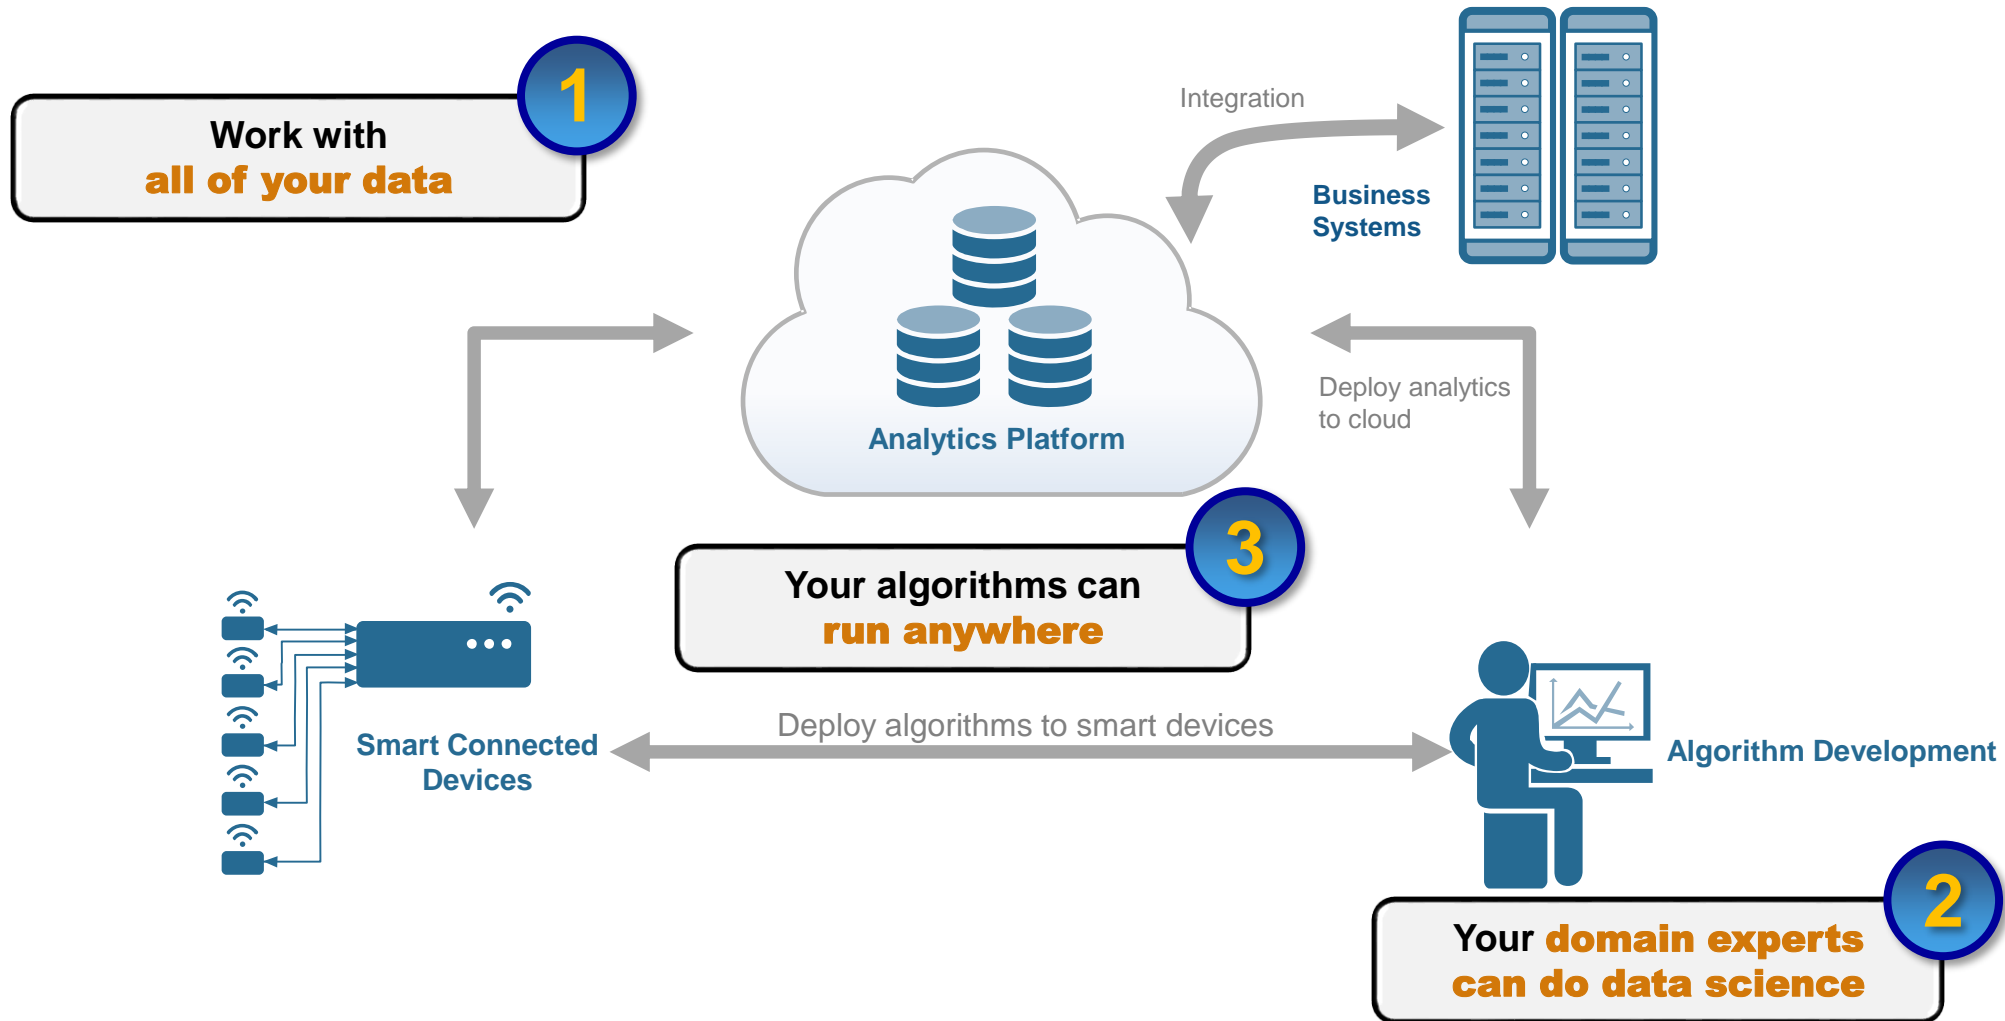 1
Work with
all of your data
Integration
Business
Systems
Analytics Platform
Deploy analytics
to cloud
3
Your algorithms can
run anywhere
Smart Connected
Devices
Deploy algorithms to smart devices
Algorithm Development
2
Your domain experts
can do data science